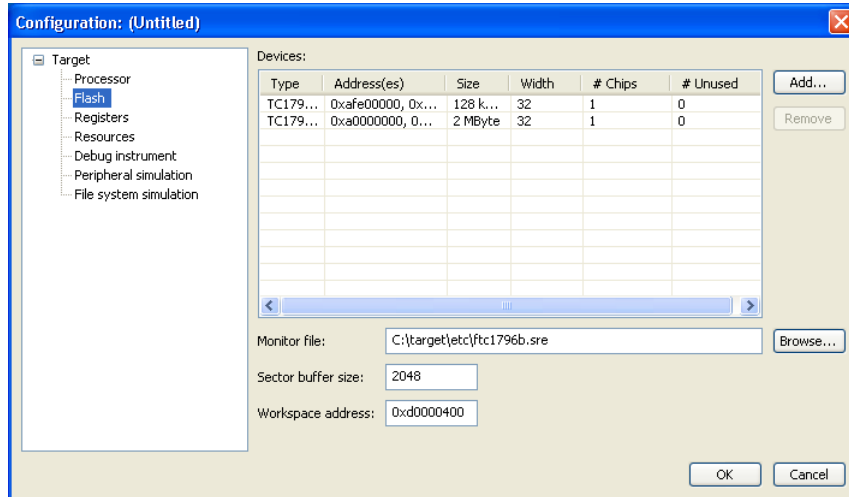 Configuration: (Untitled)
Target
Processor
Flash
Registers
Resources
Debug instrument
Peripheral simulation
File system simulation
Devices:
Type Address(es) Size Width # Chips # Unused
TC179... 0xafe00000, 0x... 128 k... 32 1 0
TC179... 0xa0000000, 0... 2 MByte 32 1 0
Add...
Remove
Monitor file: C:\target\etc\ftc1796b.sre Browse...
Sector buffer size: 2048
Workspace address: 0xd0000400
OK Cancel